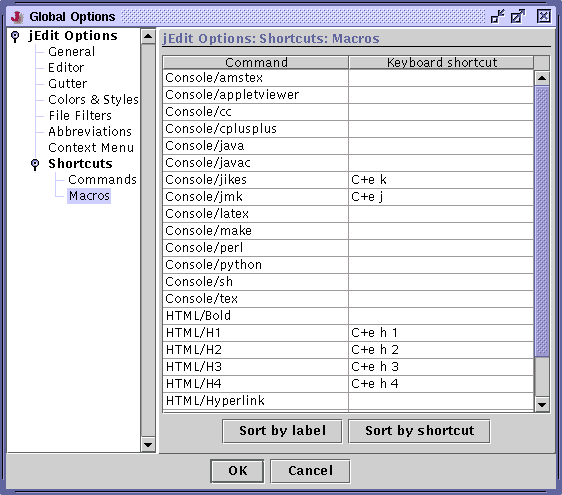 Global Options
jEdit Options
General
Editor
Gutter
Colors & Styles
File Filters
Abbreviations
Context Menu
Shortcuts
Commands
Macros
jEdit Options: Shortcuts: Macros
Command Keyboard shortcut
Console/amstex
Console/appletviewer
Console/cc
Console/cplusplus
Console/java
Console/javac
Console/jikes C+e k
Console/jmk C+e j
Console/latex
Console/make
Console/perl
Console/python
Console/sh
Console/tex
HTML/Bold
HTML/H1 C+e h 1
HTML/H2 C+e h 2
HTML/H3 C+e h 3
HTML/H4 C+e h 4
HTML/Hyperlink
Sort by label Sort by shortcut
OK Cancel